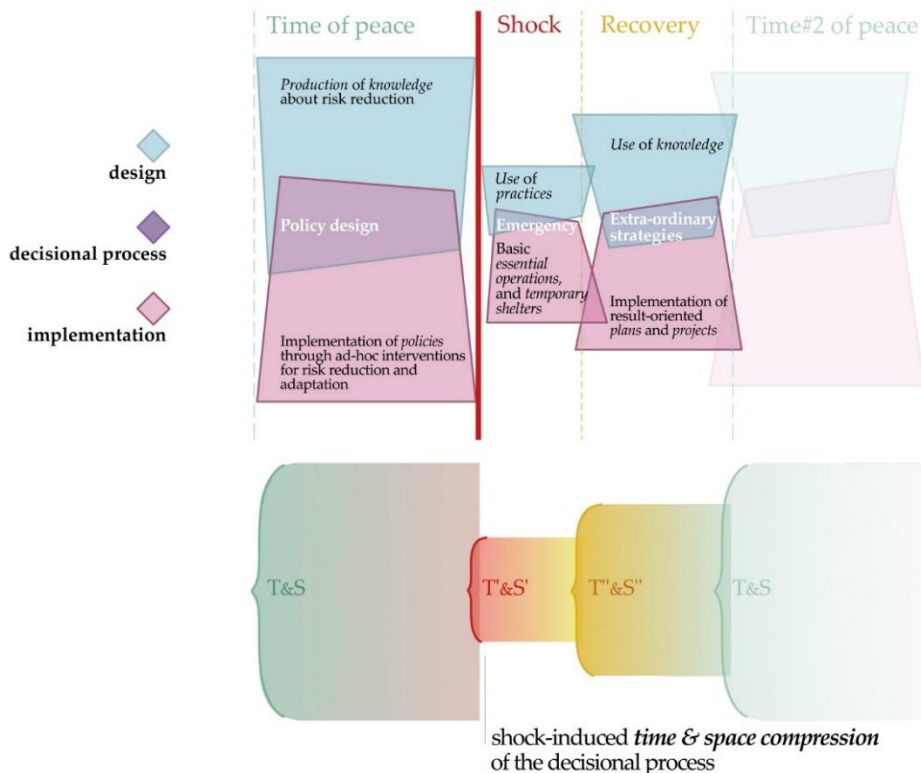 Time of peace
Shock
Recovery
Time#2 of peace
Production of knowledge
about risk reduction
design
decisional process
implementation
Policy design
Implementation of policies
through ad-hoc interventions
for risk reduction and
adaptation
Use of
practices
Emergency
Basic
essential
operations,
and temporary
shelters
Use of knowledge
Extra-ordinary
strategies
Implementation of
result-oriented
plans and projects
T&S
T'&S'
T"&S"
T&S
shock-induced time & space compression
of the decisional process